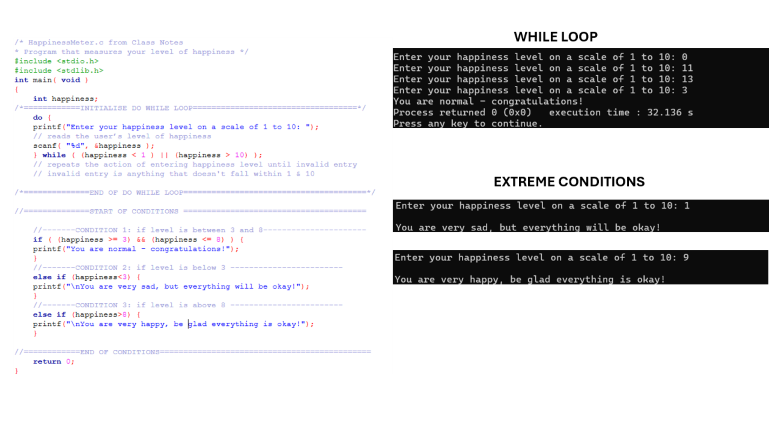 /* HappinessMeter.c from Class Notes
* Program that measures your level of happiness */
#include <stdio.h>
#include <stdlib.h>
int main( void )
{
int happiness;
/*============INITIALISE DO WHILE LOOP===================================*/
do {
printf("Enter your happiness level on a scale of 1 to 10: ");
// reads the user's level of happiness
scanf( "%d", &happiness );
} while ( (happiness < 1 ) || (happiness > 10) );
// repeats the action of entering happiness level until invalid entry
// invalid entry is anything that doesn't fall within 1 & 10
/*==============END OF DO WHILE LOOP=======================================*/
//==============START OF CONDITIONS =======================================
//-------CONDITION 1: if level is between 3 and 8----------------------
if ( (happiness >= 3) && (happiness <= 8) ) {
printf("You are normal - congratulations!");
}
//-------CONDITION 2: if level is below 3 ------------------------
else if (happiness<3) {
printf("\nYou are very sad, but everything will be okay!");
}
//-------CONDITION 3: if level is above 8 ------------------------
else if (happiness>8) {
printf("\nYou are very happy, be glad everything is okay!");
}
//============END OF CONDITIONS=============================================
return 0;
}
WHILE LOOP
Enter your happiness level on a scale of 1 to 10: 0
Enter your happiness level on a scale of 1 to 10: 11
Enter your happiness level on a scale of 1 to 10: 13
Enter your happiness level on a scale of 1 to 10: 3
You are normal - congratulations!
Process returned 0 (0x0)   execution time : 32.136 s
Press any key to continue.
EXTREME CONDITIONS
Enter your happiness level on a scale of 1 to 10: 1
You are very sad, but everything will be okay!
Enter your happiness level on a scale of 1 to 10: 9
You are very happy, be glad everything is okay!